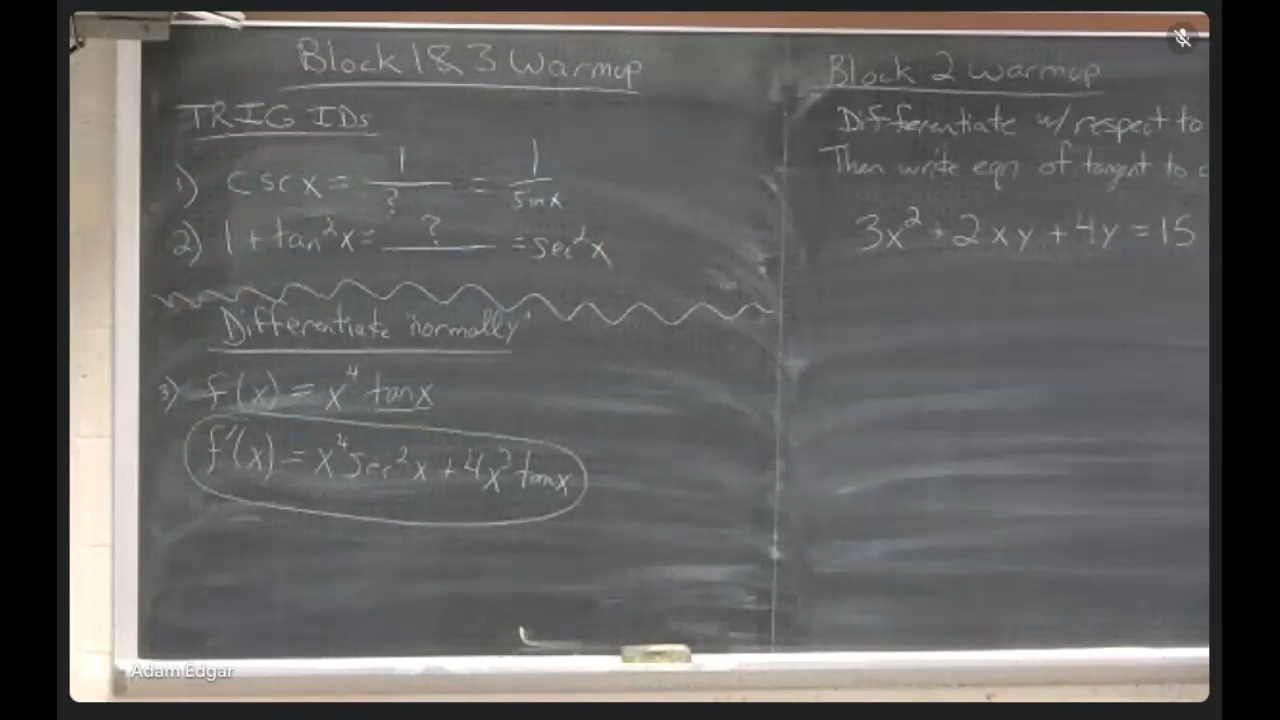 Block 1 & 3 Warmup
TRIG IDs
1) csc x = 1/? = 1/sin x
2) 1 + tan²x = ? = sec²x
Differentiate "normally"
3) f(x) = x⁴ tan x
f'(x) = x⁴ sec²x + 4x³ tan x
Block 2 Warmup
Differentiate w/ respect to
Then write eqn of tangent to
3x² + 2xy + 4y = 15
Adam Edgar